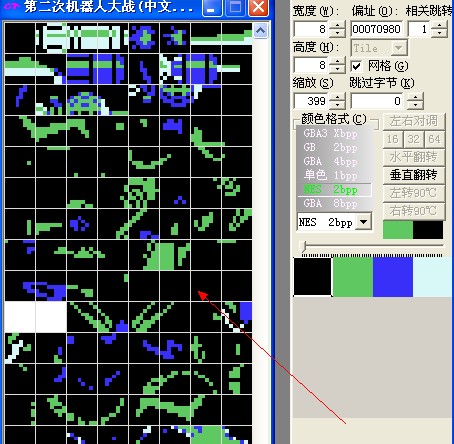 第二次机器人大战(中文...
宽度(W): 偏址(O): 相关跳转
8 00070980 1
高度(H): Tile
8 网格(G)
缩放(S) 跳过字节(K)
399 0
颜色格式(C)
GBA3 Xbpp
GB 2bpp
GBA 4bpp
单色 1bpp
NES 2bpp
GBA 8bpp
NES 2bpp
左右对调
16 32 64
水平翻转
垂直翻转
左转90℃
右转90℃